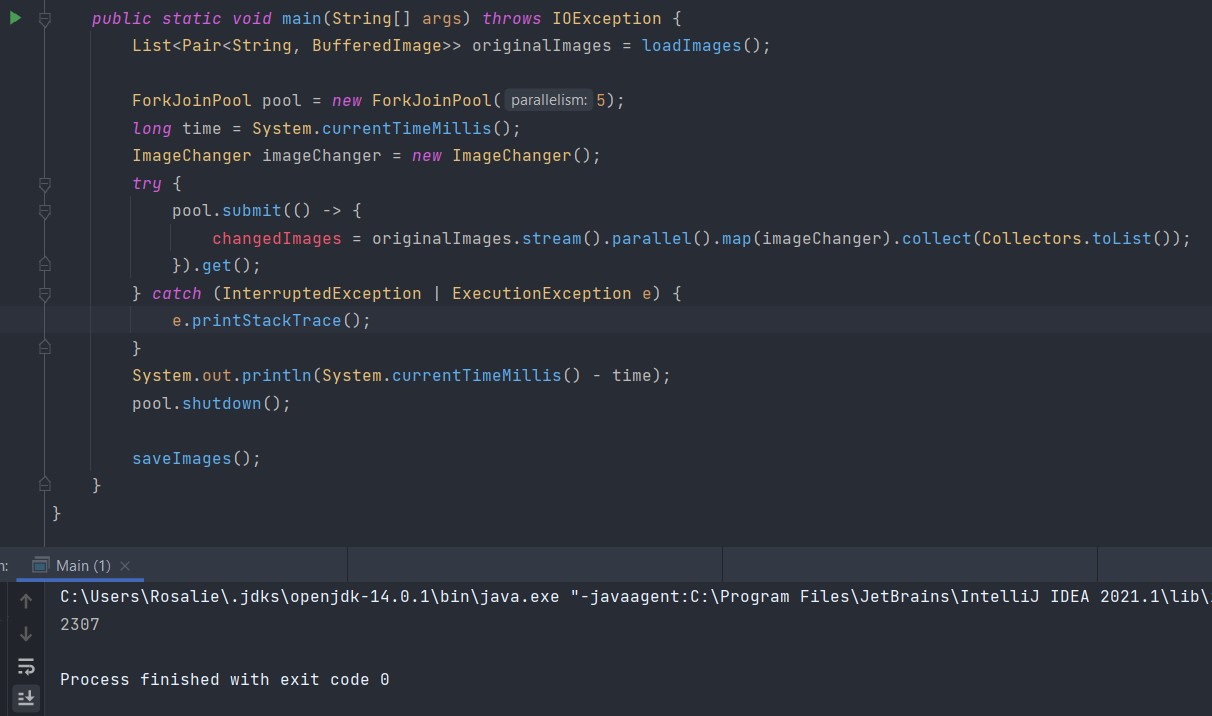 public static void main(String[] args) throws IOException {
List<Pair<String, BufferedImage>> originalImages = loadImages();
ForkJoinPool pool = new ForkJoinPool( parallelism: 5);
long time = System.currentTimeMillis();
ImageChanger imageChanger = new ImageChanger();
try {
pool.submit(() -> {
changedImages = originalImages.stream().parallel().map(imageChanger).collect(Collectors.toList());
}).get();
} catch (InterruptedException | ExecutionException e) {
e.printStackTrace();
}
System.out.println(System.currentTimeMillis() - time);
pool.shutdown();
saveImages();
}
}
n: Main (1)
C:\Users\Rosalie\.jdks\openjdk-14.0.1\bin\java.exe "-javaagent:C:\Program Files\JetBrains\IntelliJ IDEA 2021.1\lib\
2307
Process finished with exit code 0